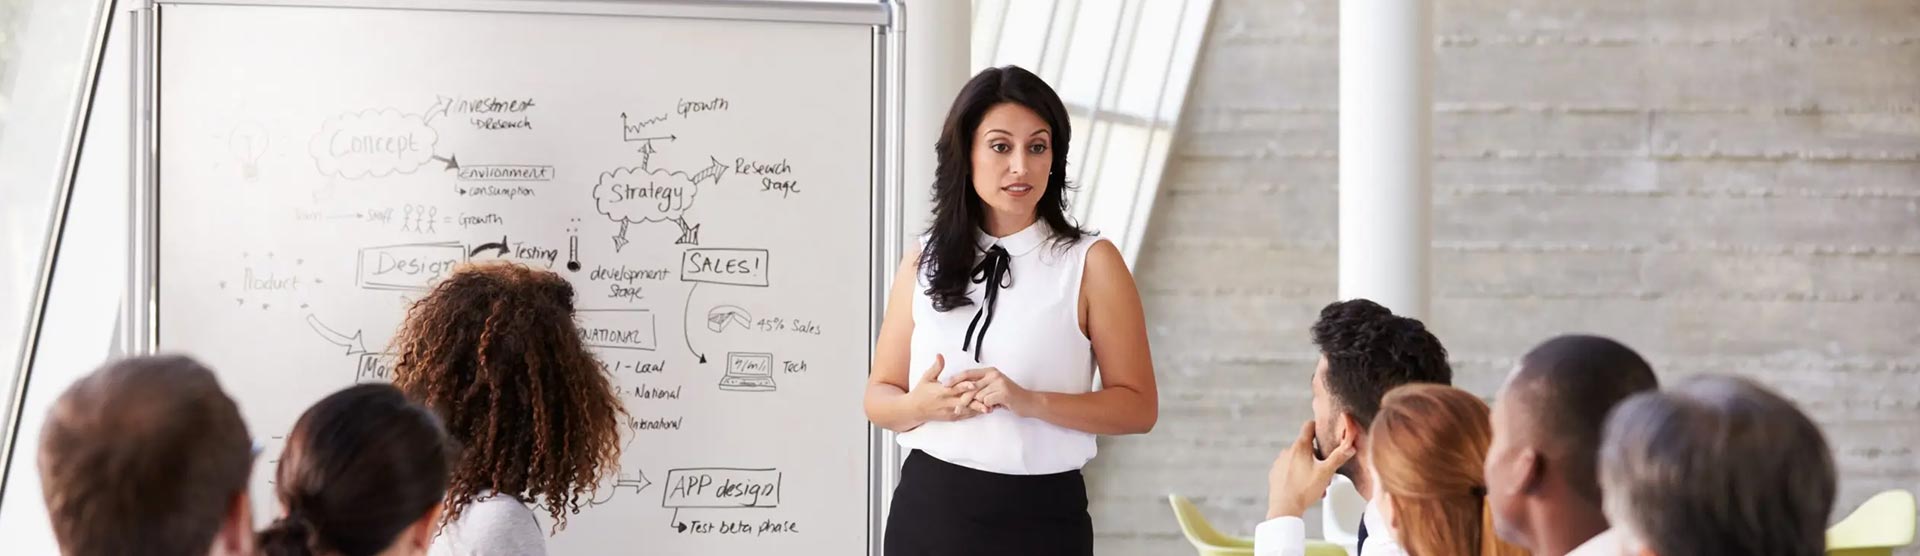 Concept
Investment
Research
Environment
consumption
Staff = Growth
Design
Testing
Product
Growth
Strategy
Research
Stage
development
Stage
SALES!
45% Sales
Tech
1 - Local
2 - National
International
APP design
Test beta phase